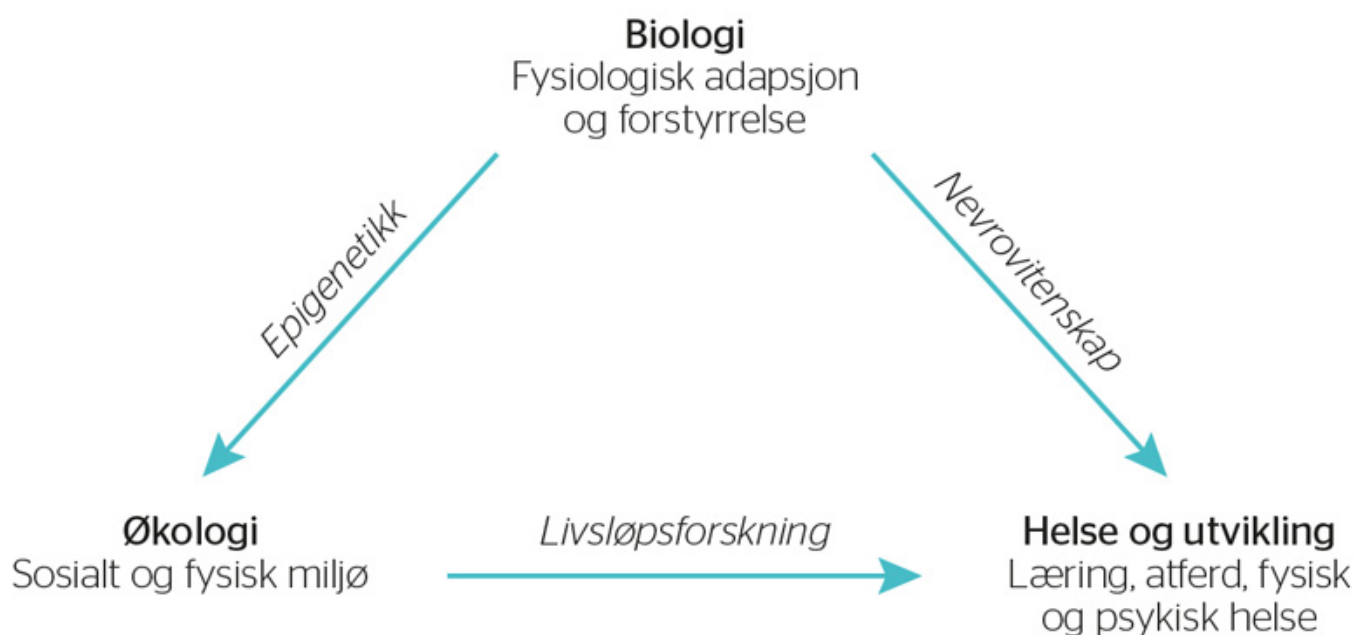 Biologi
Fysiologisk adapsjon
og forstyrrelse
Epigenetikk
Nevrovitenskap
Økologi
Sosialt og fysisk miljø
Livsløpsforskning
Helse og utvikling
Læring, atferd, fysisk
og psykisk helse